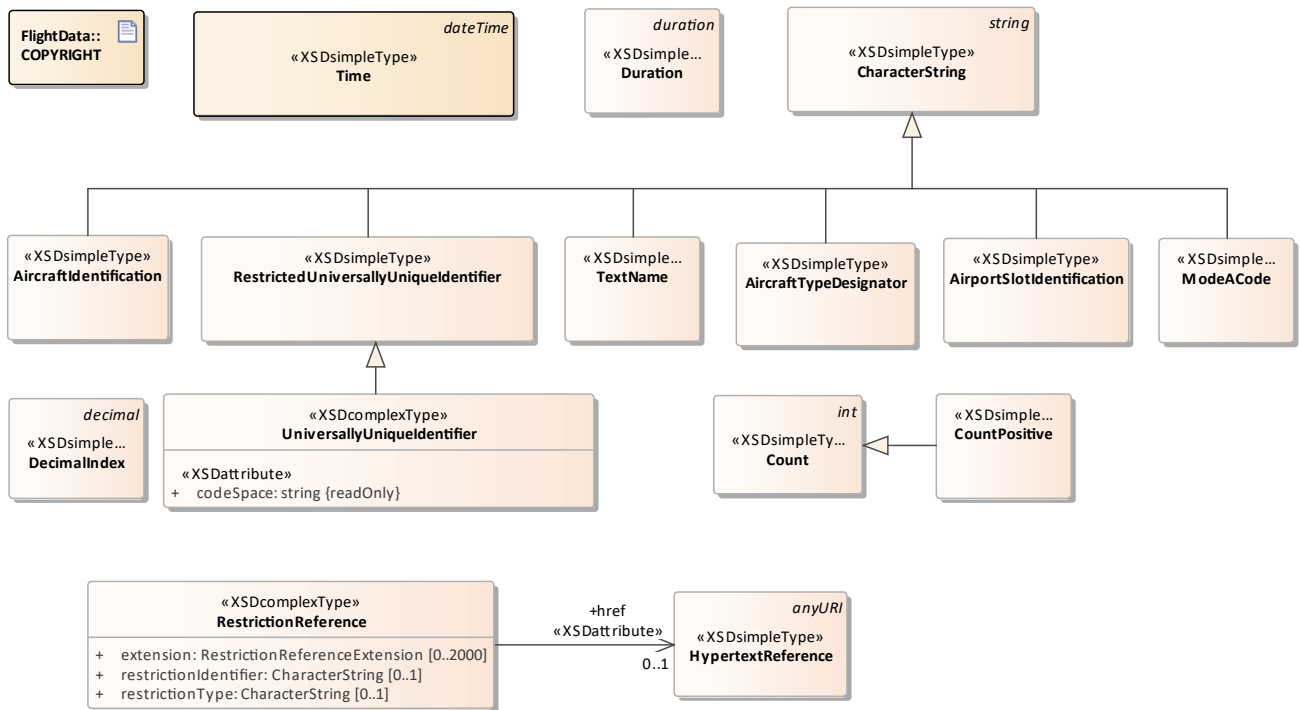 FlightData::
COPYRIGHT
dateTime
«XSDsimpleType»
Time
duration
«XSDsimple...
Duration
string
«XSDsimpleType»
CharacterString
«XSDsimpleType»
AircraftIdentification
«XSDsimpleType»
RestrictedUniversallyUniqueIdentifier
«XSDsimple...
TextName
«XSDsimpleType»
AircraftTypeDesignator
«XSDsimpleType»
AirportSlotIdentification
«XSDsimple...
ModeACode
decimal
«XSDsimple...
DecimalIndex
«XSDcomplexType»
UniversallyUniqueIdentifier
«XSDattribute»
+ codeSpace: string {readOnly}
int
«XSDsimpleTy...
Count
«XSDsimple...
CountPositive
«XSDcomplexType»
RestrictionReference
+ extension: RestrictionReferenceExtension [0..2000]
+ restrictionIdentifier: CharacterString [0..1]
+ restrictionType: CharacterString [0..1]
+href
«XSDattribute»
0..1
anyURI
«XSDsimpleType»
HypertextReference